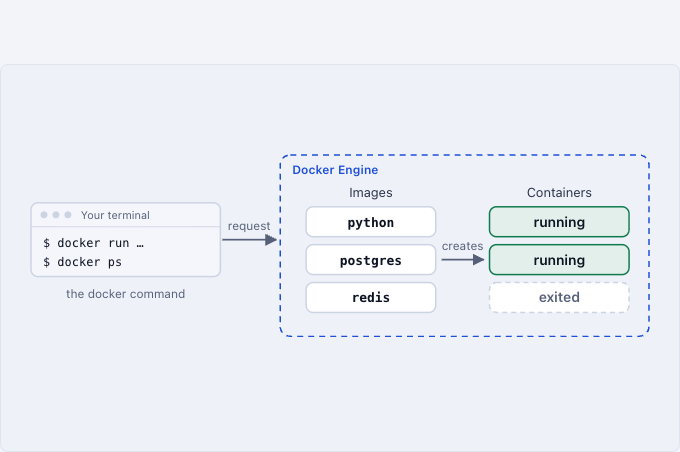 Your terminal
$ docker run …
$ docker ps
the docker command
request
Docker Engine
Images
python
postgres
redis
creates
Containers
running
running
exited